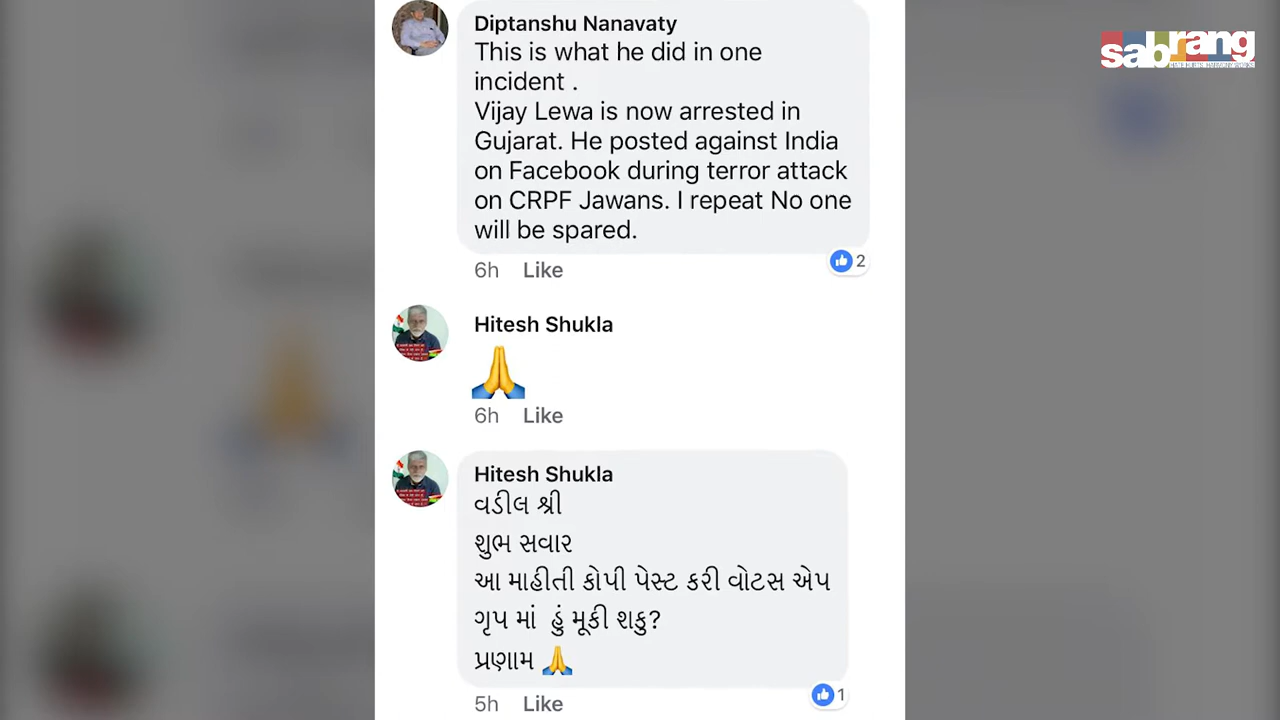 Diptanshu Nanavaty
This is what he did in one
incident .
Vijay Lewa is now arrested in
Gujarat. He posted against India
on Facebook during terror attack
on CRPF Jawans. I repeat No one
will be spared.
6h Like
2
Hitesh Shukla
🙏
6h Like
Hitesh Shukla
વડીલ શ્રી
શુભ સવાર
આ માહીતી કોપી પેસ્ટ કરી વોટસ એપ
ગૃપ માં હું મૂકી શકુ?
પ્રણામ 🙏
5h Like
1
sabrang